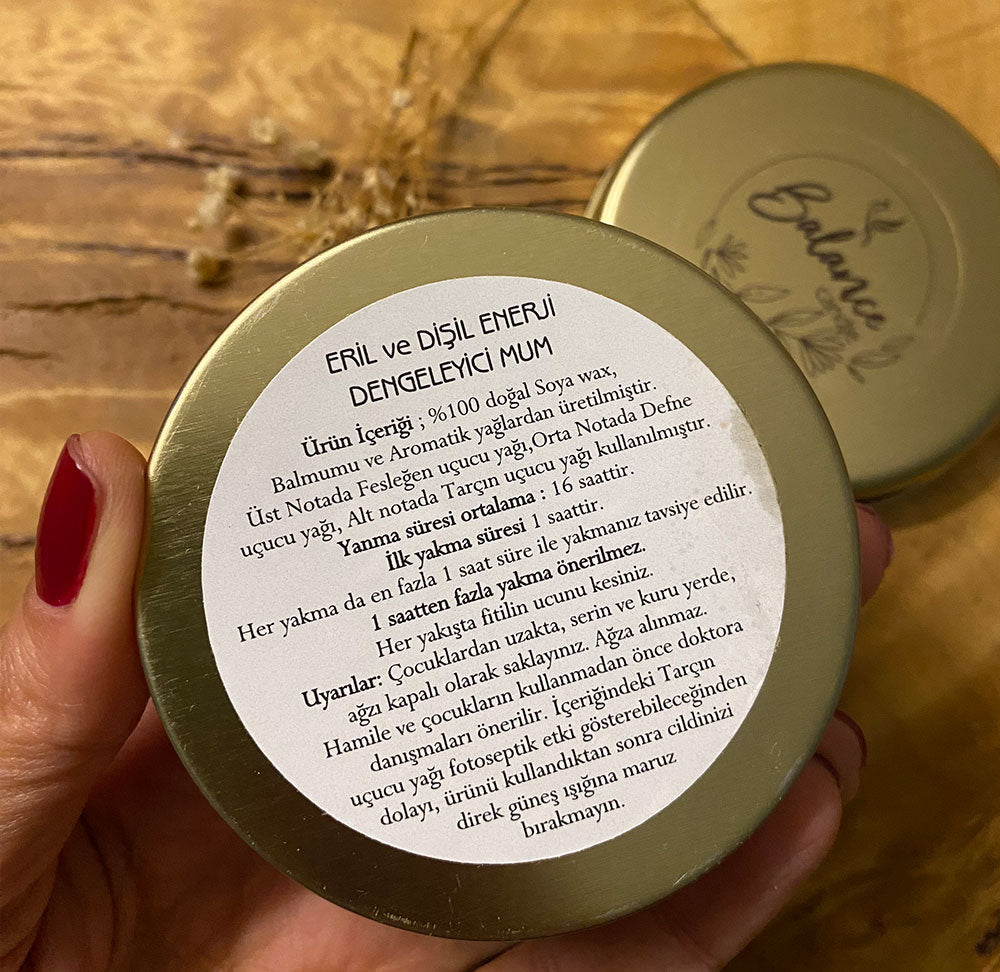 ERİL ve DİŞİL ENERJİ
DENGELEYİCİ MUM
Ürün İçeriği ; %100 doğal Soya wax,
Balmumu ve Aromatik yağlardan üretilmiştir.
Üst Notada Fesleğen uçucu yağı,Orta Notada Defne
uçucu yağı, Alt notada Tarçın uçucu yağı kullanılmıştır.
Yanma süresi ortalama : 16 saattir.
İlk yakma süresi 1 saattir.
Her yakma da en fazla 1 saat süre ile yakmanız tavsiye edilir.
1 saatten fazla yakma önerilmez.
Her yakışta fitilin ucunu kesiniz.
Uyarılar: Çocuklardan uzakta, serin ve kuru yerde,
ağzı kapalı olarak saklayınız. Ağza alınmaz.
Hamile ve çocukların kullanmadan önce doktora
danışmaları önerilir. İçeriğindeki Tarçın
uçucu yağı fotoseptik etki gösterebileceğinden
dolayı, ürünü kullandıktan sonra cildinizi
direk güneş ışığına maruz
bırakmayın.
Balance